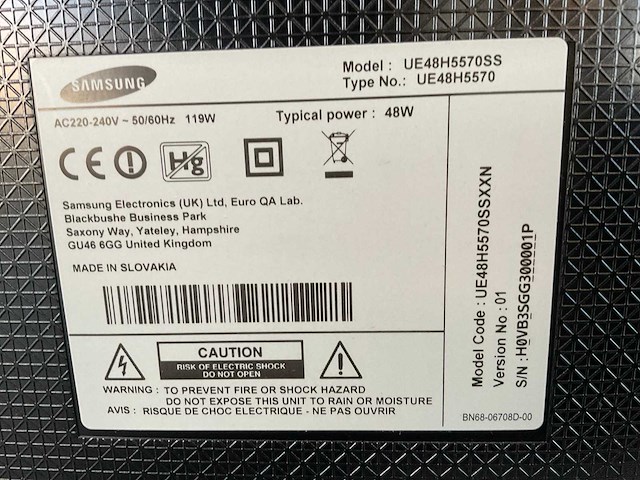 SAMSUNG
Model : UE48H5570SS
Type No.: UE48H5570
AC220-240V ~ 50/60Hz 119W
Typical power : 48W
CE
Hg
Samsung Electronics (UK) Ltd, Euro QA Lab.
Blackbushe Business Park
Saxony Way, Yateley, Hampshire
GU46 6GG United Kingdom
MADE IN SLOVAKIA
CAUTION
RISK OF ELECTRIC SHOCK
DO NOT OPEN
WARNING : TO PREVENT FIRE OR SHOCK HAZARD
DO NOT EXPOSE THIS UNIT TO RAIN OR MOISTURE
AVIS : RISQUE DE CHOC ELECTRIQUE - NE PAS OUVRIR
Model Code : UE48H5570SSXXN
Version No : 01
S/N : H0VB3SGG300001P
BN68-06708D-00